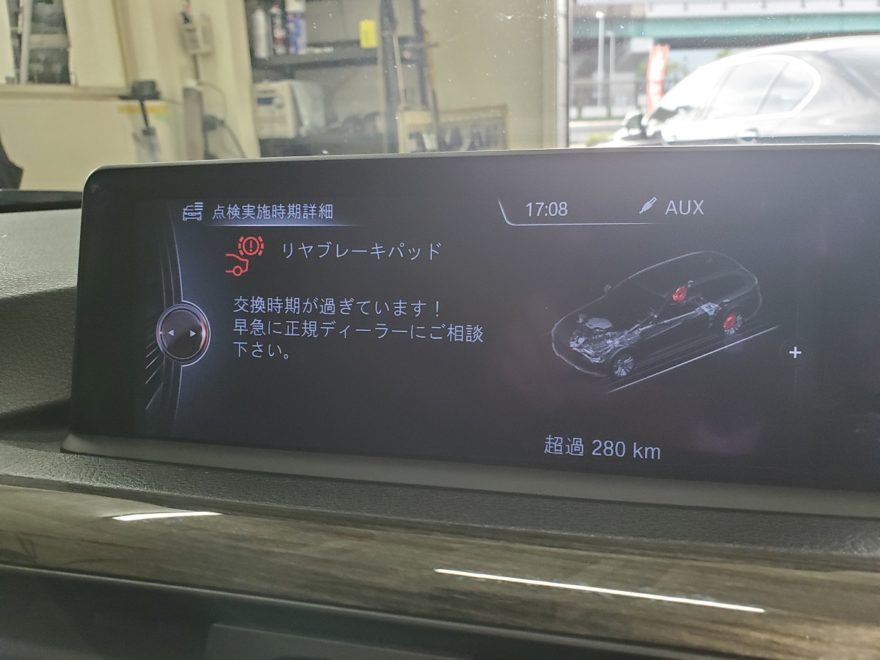 点検実施時期詳細
17:08
AUX
リヤブレーキパッド
交換時期が過ぎています！
早急に正規ディーラーにご相談
下さい。
超過 280 km